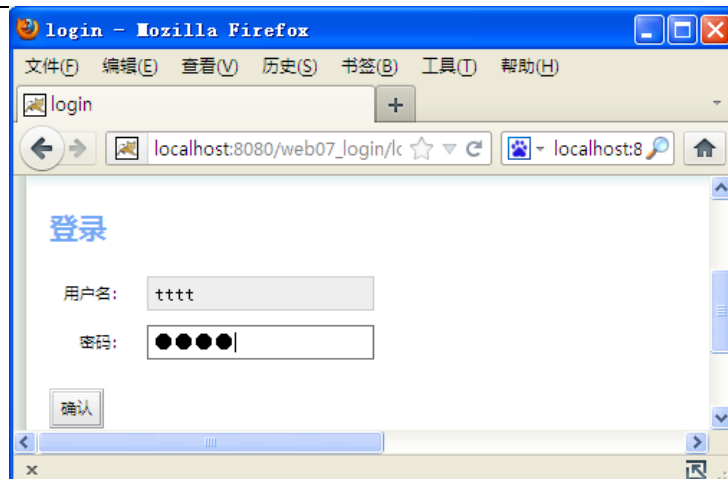 login - Mozilla Firefox
文件(F) 编辑(E) 查看(V) 历史(S) 书签(B) 工具(T) 帮助(H)
login
localhost:8080/web07_login/lo localhost:8
登录
用户名: tttt
密码: ●●●●
确认
×